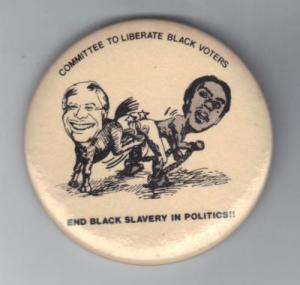 COMMITTEE TO LIBERATE BLACK VOTERS
END BLACK SLAVERY IN POLITICS!!